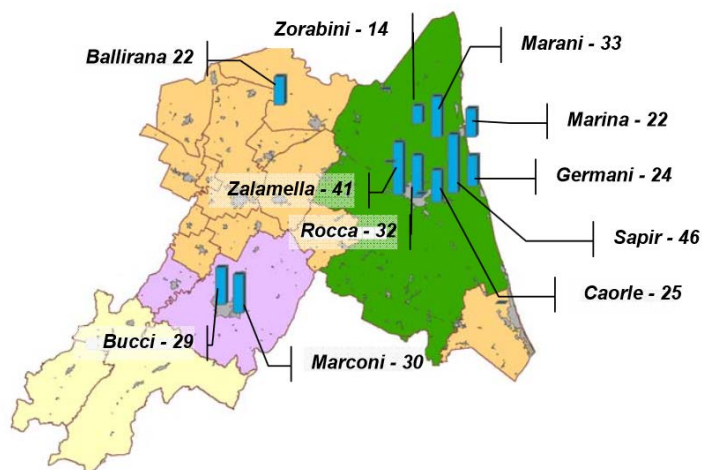 Zorabini - 14
Marani - 33
Ballirana 22
Marina - 22
Germani - 24
Zalamella - 41
Rocca - 32
Sapir - 46
Caorle - 25
Bucci - 29
Marconi - 30